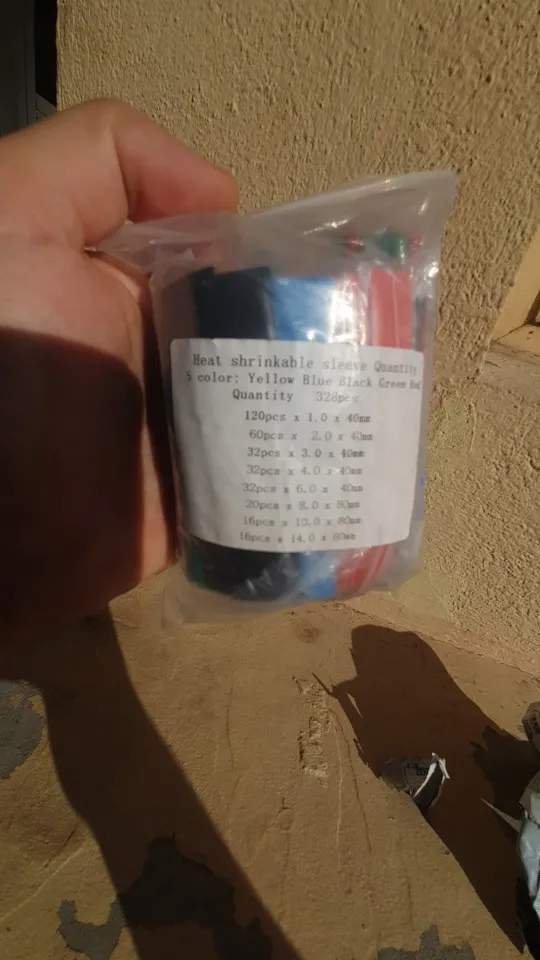 Heat shrinkable sleeve Quantity
5 color: Yellow Blue Black Green Red
Quantity 328pcs
120pcs x 1.0 x 40mm
60pcs x 2.0 x 40mm
32pcs x 3.0 x 40mm
32pcs x 4.0 x 40mm
32pcs x 6.0 x 40mm
20pcs x 8.0 x 80mm
16pcs x 10.0 x 80mm
16pcs x 14.0 x 80mm